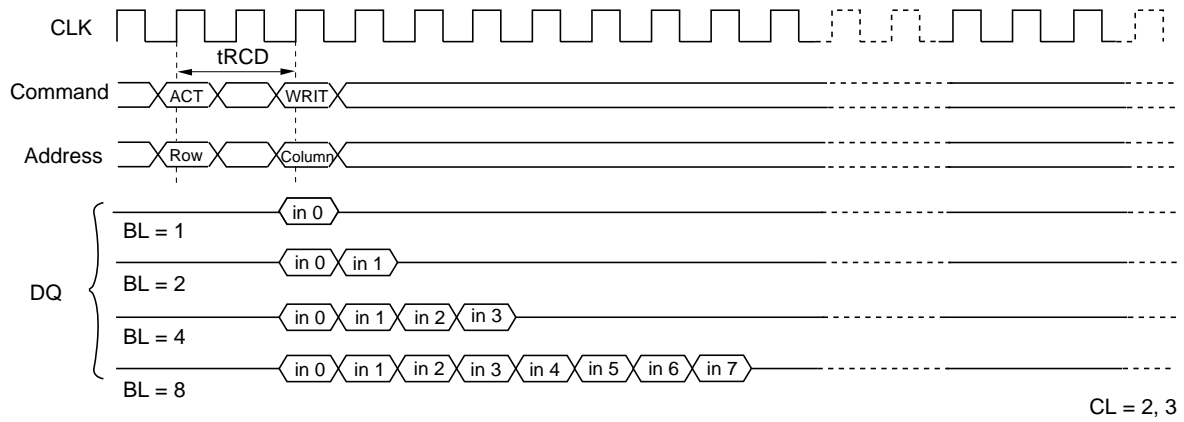 CLK
tRCD
Command ACT WRIT
Address Row Column
DQ
in 0
BL = 1
in 0 in 1
BL = 2
in 0 in 1 in 2 in 3
BL = 4
in 0 in 1 in 2 in 3 in 4 in 5 in 6 in 7
BL = 8
CL = 2, 3